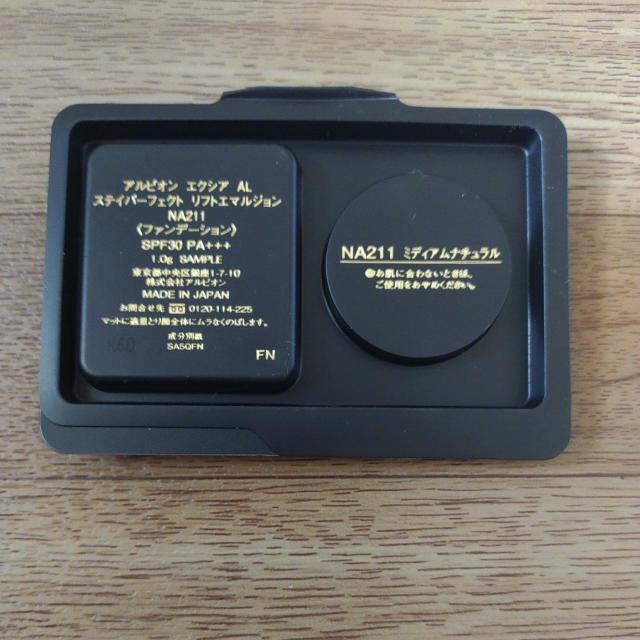 アルビオン エクシア AL
ステイパーフェクト リフトエマルジョン
NA211
〈ファンデーション〉
SPF30 PA+++
1.0g SAMPLE
東京都中央区銀座1-7-10
株式会社アルビオン
MADE IN JAPAN
お問合せ先 0120-114-225
マットに適量とり顔全体にムラなくのばします。
成分別紙
SA5QFN
K60
FN
NA211 ミディアムナチュラル
●お肌に合わないときは、
ご使用をおやめください。